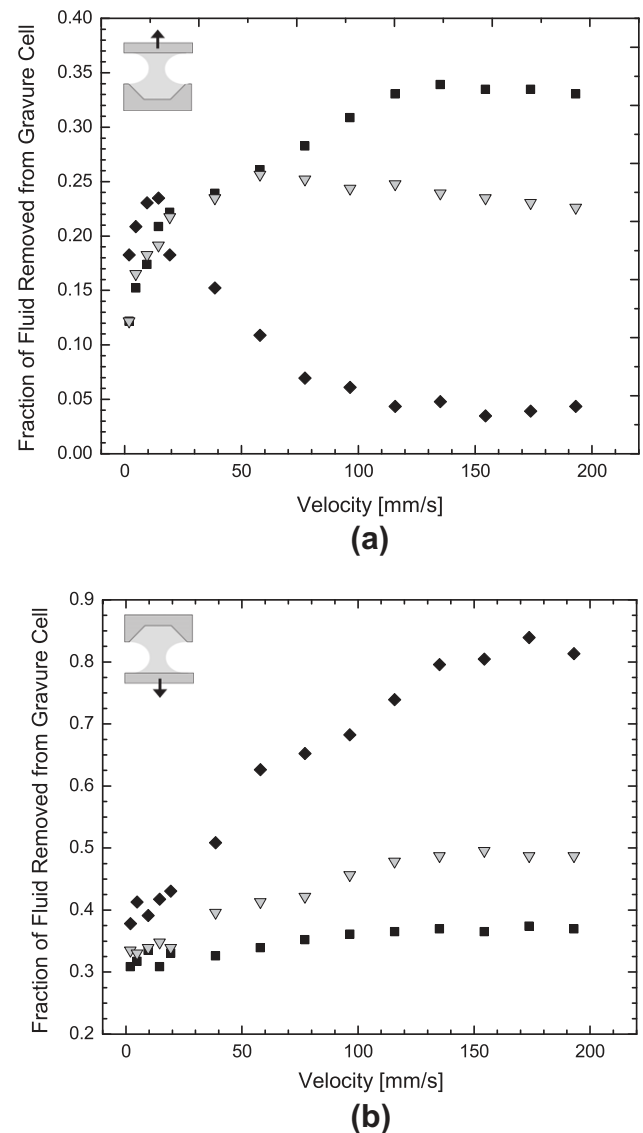 Fraction of Fluid Removed from Gravure Cell
0.40
0.35
0.30
0.25
0.20
0.15
0.10
0.05
0.00
0 50 100 150 200
Velocity [mm/s]
(a)
Fraction of Fluid Removed from Gravure Cell
0.9
0.8
0.7
0.6
0.5
0.4
0.3
0.2
0 50 100 150 200
Velocity [mm/s]
(b)